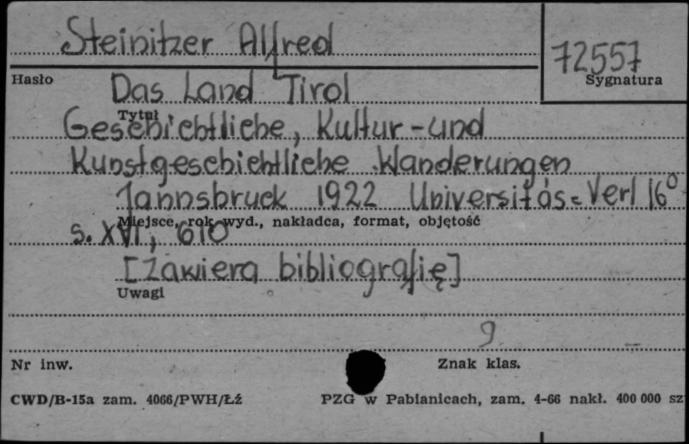 Steinitzer Alfred
72557
Hasło
Sygnatura
Das Land Tirol
Tytuł
Geschichtliche, Kultur-und
Kunstgeschichtliche Wanderungen
Jannsbruck 1922 Universitäs=Verl 16°
Miejsce, rok wyd., nakładca, format, objętość
s. XVI, 610
[Zawiera bibliografię]
Uwagi
9
Nr inw.
Znak klas.
CWD/B-15a zam. 4066/PWH/Łź
PZG w Pabianicach, zam. 4-66 nakł. 400 000 sz